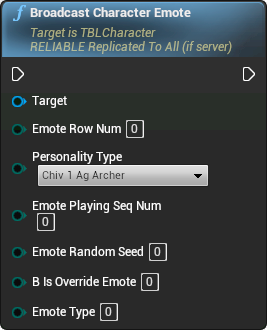 f Broadcast Character Emote
Target is TBLCharacter
RELIABLE Replicated To All (if server)
Target
Emote Row Num 0
Personality Type
Chiv 1 Ag Archer
Emote Playing Seq Num
0
Emote Random Seed 0
B Is Override Emote 0
Emote Type 0